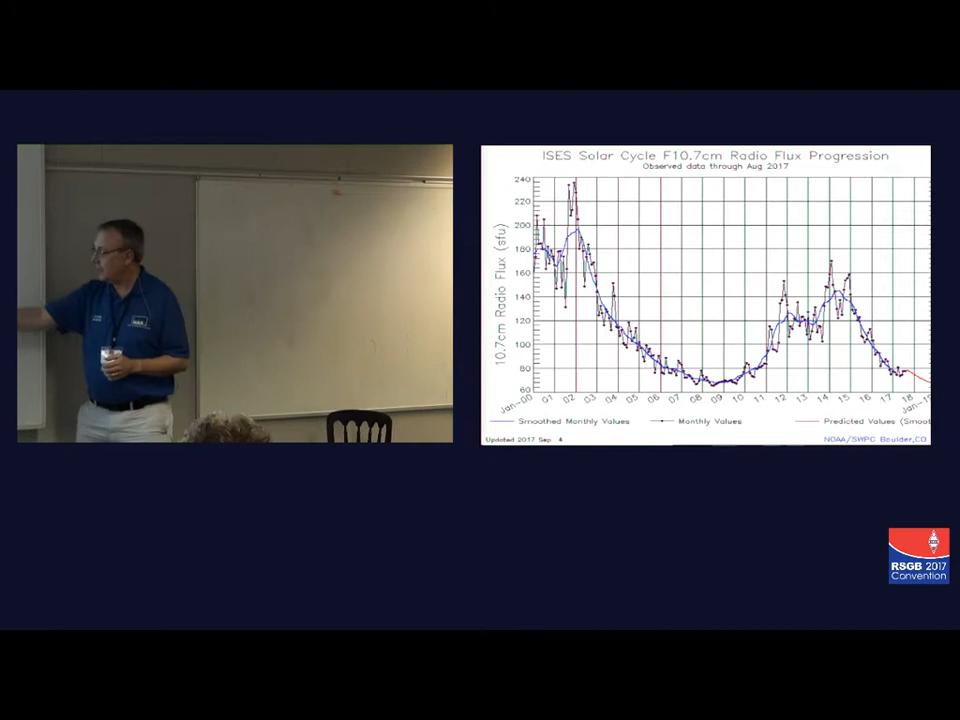 ISES Solar Cycle F10.7cm Radio Flux Progression
Observed data through Aug 2017
240
220
200
180
160
140
120
100
80
60
10.7cm Radio Flux (sfu)
Jan-00 01 02 03 04 05 06 07 08 09 10 11 12 13 14 15 16 17 18 Jan-19
Smoothed Monthly Values Monthly Values Predicted Values (Smoot
Updated 2017 Sep 4 NOAA/SWPC Boulder,CO
RSGB 2017
Convention